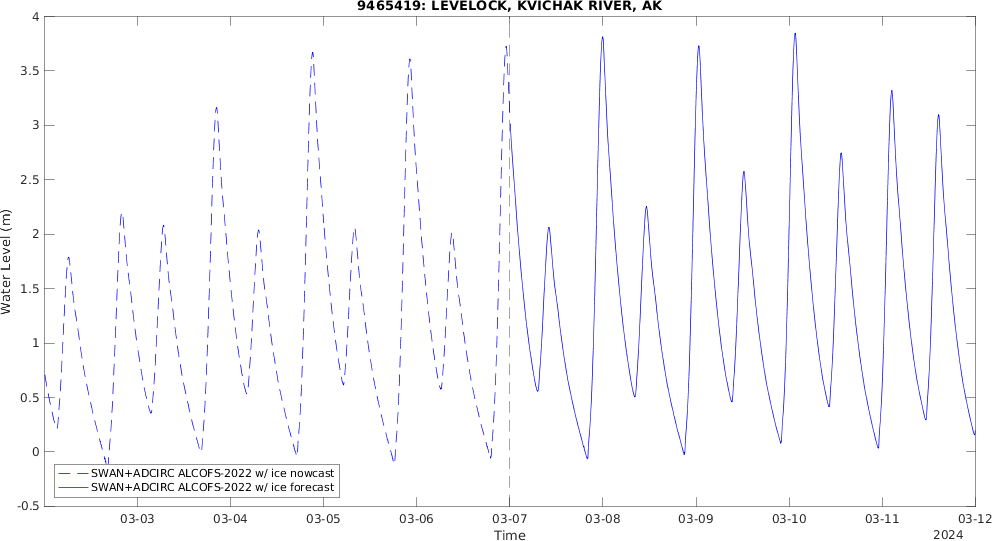 9465419: LEVELOCK, KVICHAK RIVER, AK
4
3.5
3
2.5
2
1.5
1
0.5
0
-0.5
Water Level (m)
SWAN+ADCIRC ALCOFS-2022 w/ ice nowcast
SWAN+ADCIRC ALCOFS-2022 w/ ice forecast
03-03 03-04 03-05 03-06 03-07 03-08 03-09 03-10 03-11 03-12
Time
2024